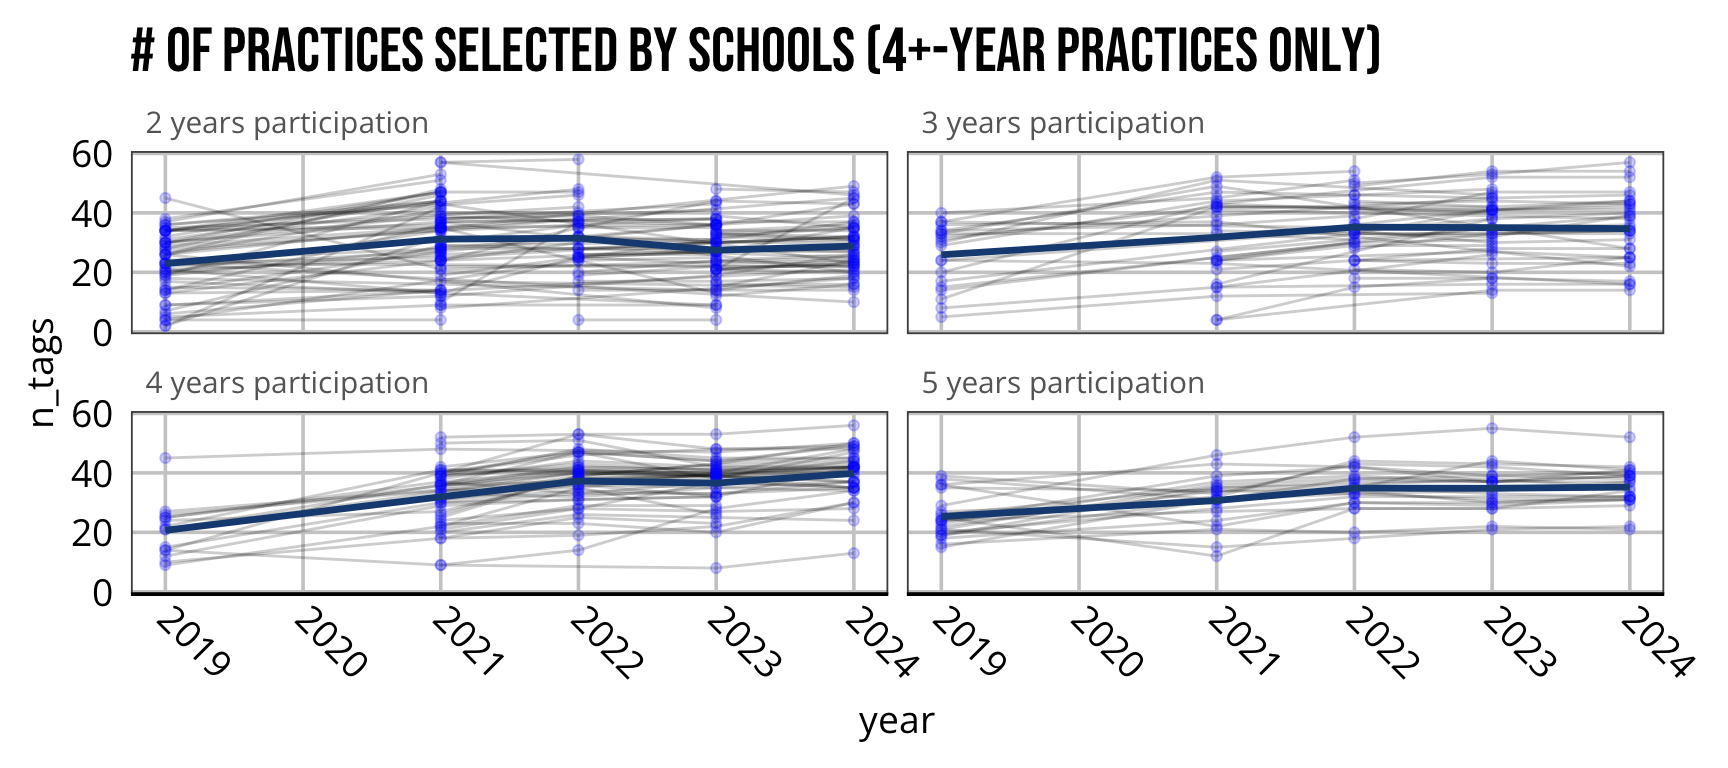 # OF PRACTICES SELECTED BY SCHOOLS (4+-YEAR PRACTICES ONLY)
2 years participation
3 years participation
60
40
20
0
n_tags
4 years participation
5 years participation
60
40
20
0
2019 2020 2021 2022 2023 2024 2019 2020 2021 2022 2023 2024
year